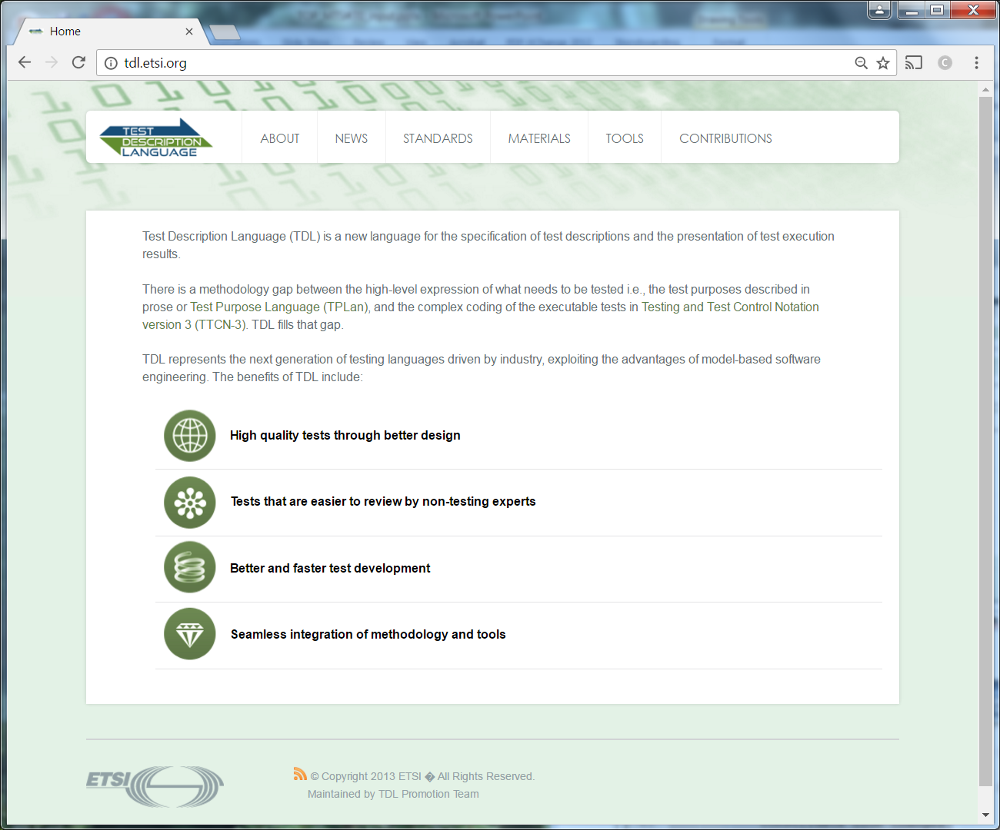 Home
tdl.etsi.org
C
TEST
DESCRIPTION
LANGUAGE
ABOUT
NEWS
STANDARDS
MATERIALS
TOOLS
CONTRIBUTIONS
Test Description Language (TDL) is a new language for the specification of test descriptions and the presentation of test execution
results.
There is a methodology gap between the high-level expression of what needs to be tested i.e., the test purposes described in
prose or Test Purpose Language (TPLan), and the complex coding of the executable tests in Testing and Test Control Notation
version 3 (TTCN-3). TDL fills that gap.
TDL represents the next generation of testing languages driven by industry, exploiting the advantages of model-based software
engineering. The benefits of TDL include:
High quality tests through better design
Tests that are easier to review by non-testing experts
Better and faster test development
Seamless integration of methodology and tools
ETSI
© Copyright 2013 ETSI � All Rights Reserved.
Maintained by TDL Promotion Team